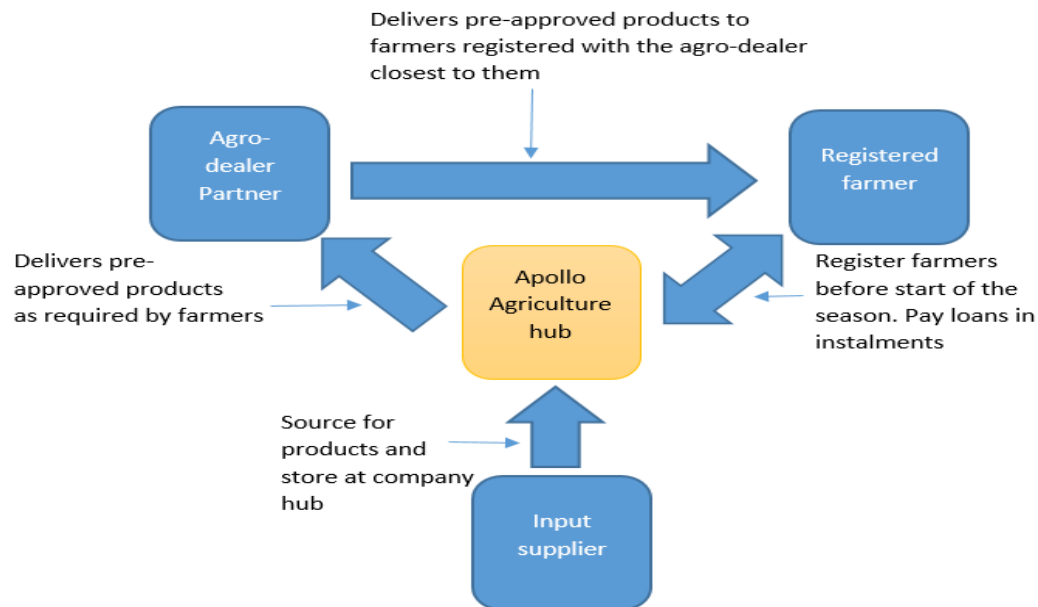 Delivers pre-approved products to
farmers registered with the agro-dealer
closest to them
Agro-
dealer
Partner
Registered
farmer
Delivers pre-
approved products
as required by farmers
Apollo
Agriculture
hub
Register farmers
before start of the
season. Pay loans in
instalments
Source for
products and
store at company
hub
Input
supplier